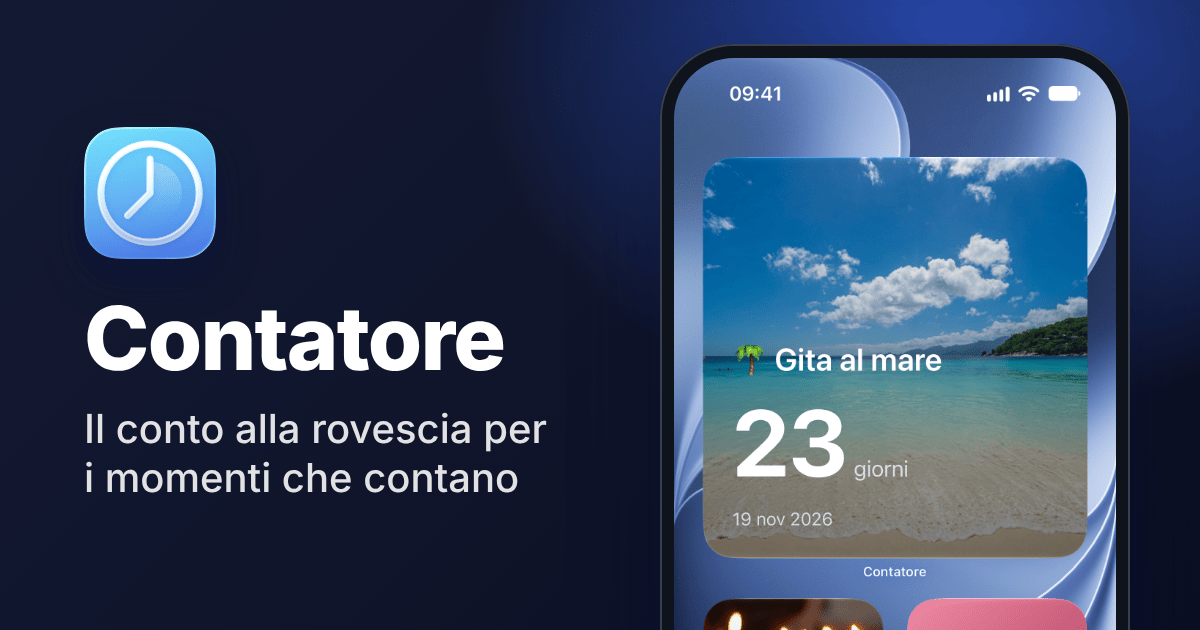 Contatore
Il conto alla rovescia per
i momenti che contano
09:41
🌴 Gita al mare
23 giorni
19 nov 2026
Contatore